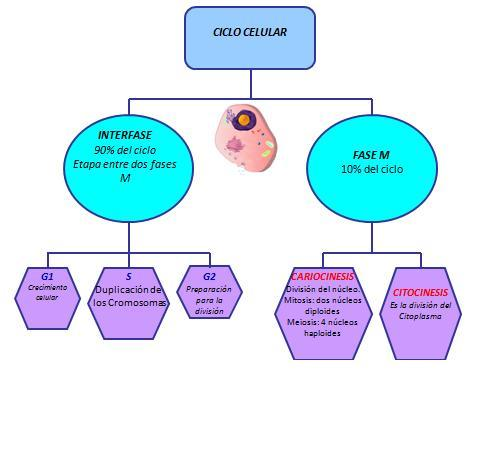 CICLO CELULAR
INTERFASE
90% del ciclo
Etapa entre dos fases
M
FASE M
10% del ciclo
G1
Crecimiento
celular
S
Duplicación de
los Cromosomas
G2
Preparación
para la
división
CARIOCINESIS
División del núcleo.
Mitosis: dos núcleos
diploides
Meiosis: 4 núcleos
haploides
CITOCINESIS
Es la división del
Citoplasma